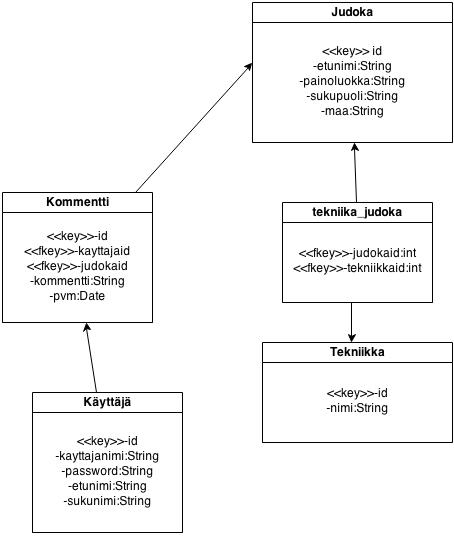 Judoka
<<key>> id
-etunimi:String
-painoluokka:String
-sukupuoli:String
-maa:String
Kommentti
<<key>>-id
<<fkey>>-kayttajaid
<<fkey>>-judokaid
-kommentti:String
-pvm:Date
tekniika_judoka
<<fkey>>-judokaid:int
<<fkey>>-tekniikkaid:int
Tekniikka
<<key>>-id
-nimi:String
Käyttäjä
<<key>>-id
-kayttajanimi:String
-password:String
-etunimi:String
-sukunimi:String